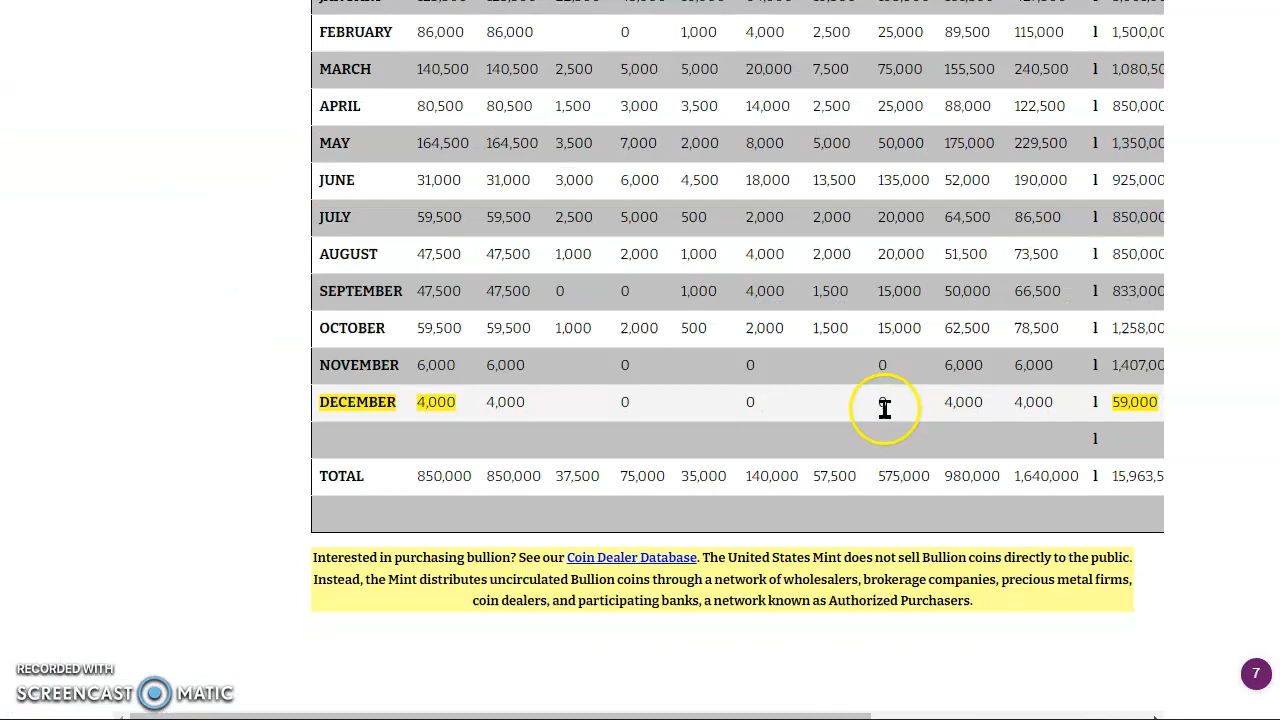 FEBRUARY 86,000 86,000 0 1,000 4,000 2,500 25,000 89,500 115,000 l 1,500,00
MARCH 140,500 140,500 2,500 5,000 5,000 20,000 7,500 75,000 155,500 240,500 l 1,080,50
APRIL 80,500 80,500 1,500 3,000 3,500 14,000 2,500 25,000 88,000 122,500 l 850,000
MAY 164,500 164,500 3,500 7,000 2,000 8,000 5,000 50,000 175,000 229,500 l 1,350,00
JUNE 31,000 31,000 3,000 6,000 4,500 18,000 13,500 135,000 52,000 190,000 l 925,000
JULY 59,500 59,500 2,500 5,000 500 2,000 2,000 20,000 64,500 86,500 l 850,000
AUGUST 47,500 47,500 1,000 2,000 1,000 4,000 2,000 20,000 51,500 73,500 l 850,000
SEPTEMBER 47,500 47,500 0 0 1,000 4,000 1,500 15,000 50,000 66,500 l 833,000
OCTOBER 59,500 59,500 1,000 2,000 500 2,000 1,500 15,000 62,500 78,500 l 1,258,00
NOVEMBER 6,000 6,000 0 0 0 6,000 6,000 l 1,407,00
DECEMBER 4,000 4,000 0 0 0 4,000 4,000 l 59,000
l
TOTAL 850,000 850,000 37,500 75,000 35,000 140,000 57,500 575,000 980,000 1,640,000 l 15,963,5
Interested in purchasing bullion? See our Coin Dealer Database. The United States Mint does not sell Bullion coins directly to the public.
Instead, the Mint distributes uncirculated Bullion coins through a network of wholesalers, brokerage companies, precious metal firms,
coin dealers, and participating banks, a network known as Authorized Purchasers.
7
RECORDED WITH
SCREENCAST MATIC